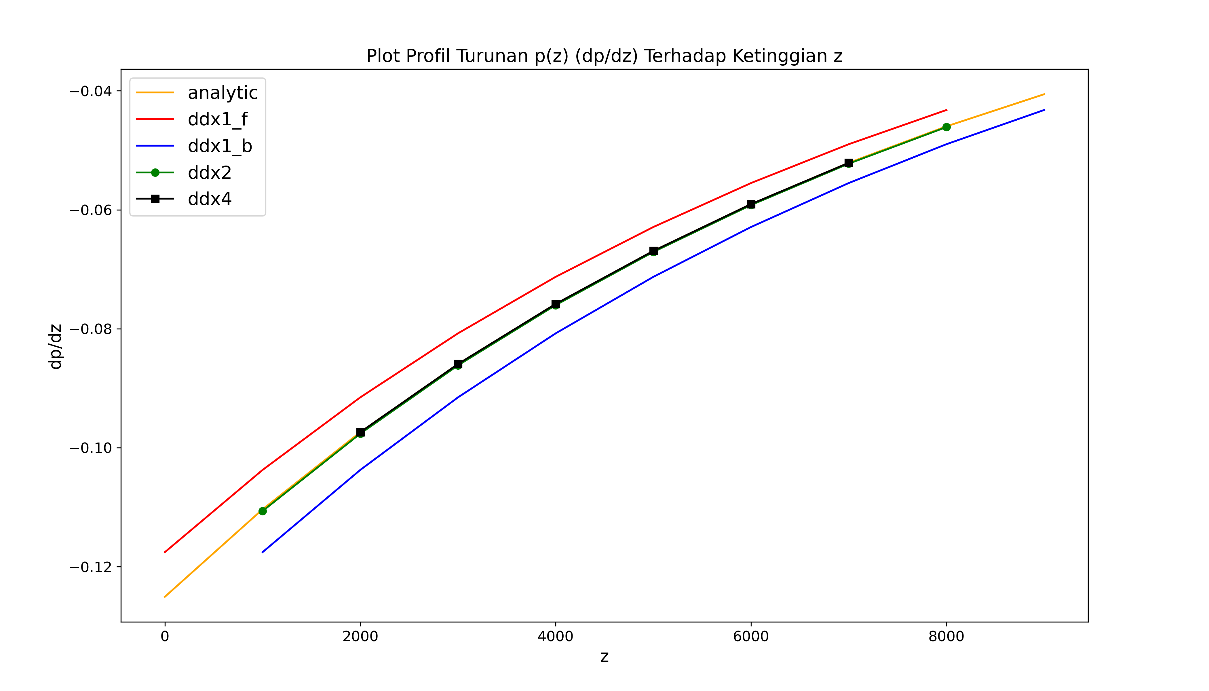 Plot Profil Turunan p(z) (dp/dz) Terhadap Ketinggian z
analytic
ddx1_f
ddx1_b
ddx2
ddx4
dp/dz
−0.04
−0.06
−0.08
−0.10
−0.12
0 2000 4000 6000 8000
z